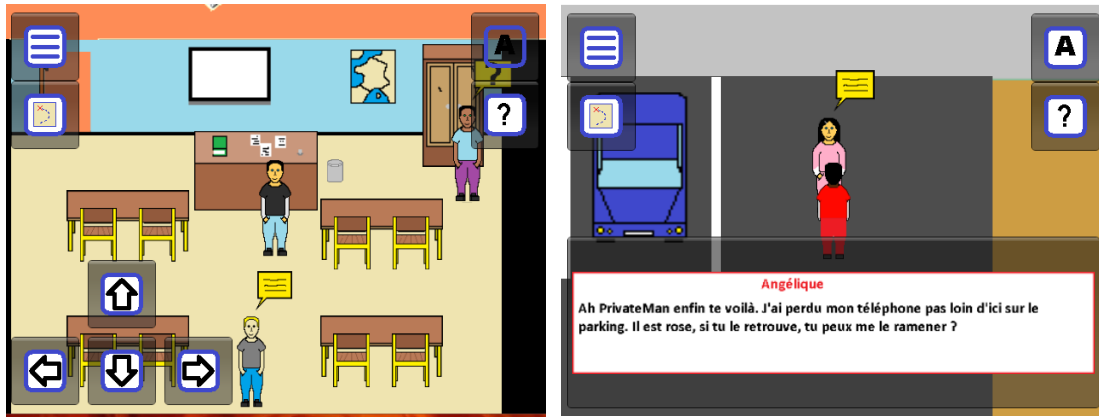 A
?
?
A
?
Angélique
Ah PrivateMan enfin te voilà. J'ai perdu mon téléphone pas loin d'ici sur le
parking. Il est rose, si tu le retrouve, tu peux me le ramener ?